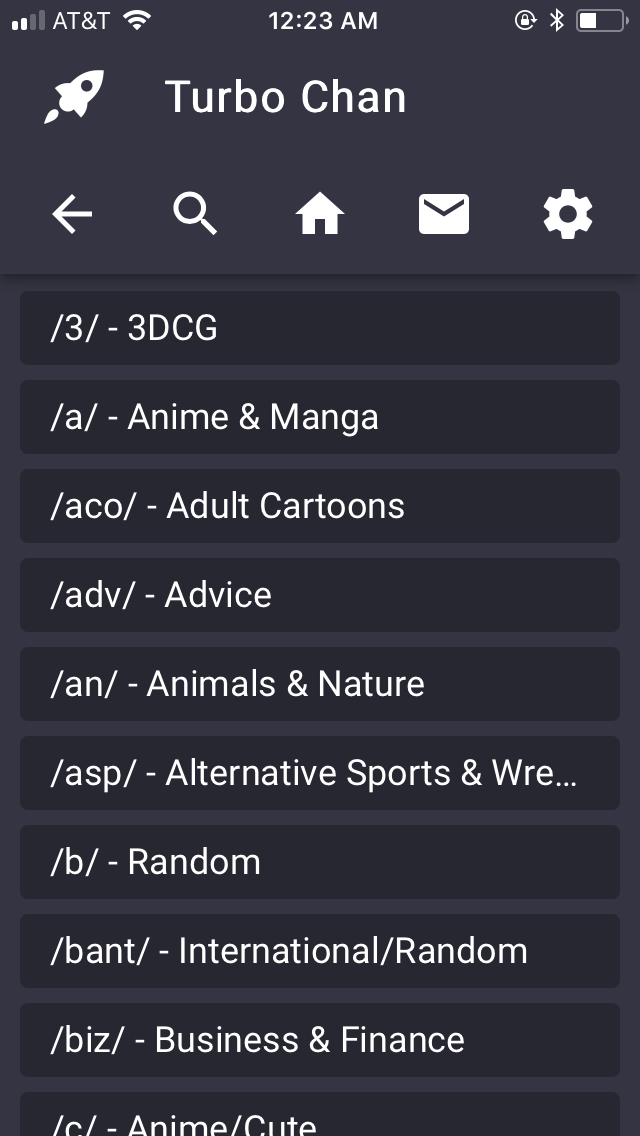 AT&T 12:23 AM
Turbo Chan
/3/ - 3DCG
/a/ - Anime & Manga
/aco/ - Adult Cartoons
/adv/ - Advice
/an/ - Animals & Nature
/asp/ - Alternative Sports & Wre...
/b/ - Random
/bant/ - International/Random
/biz/ - Business & Finance
/c/ - Anime/Cute